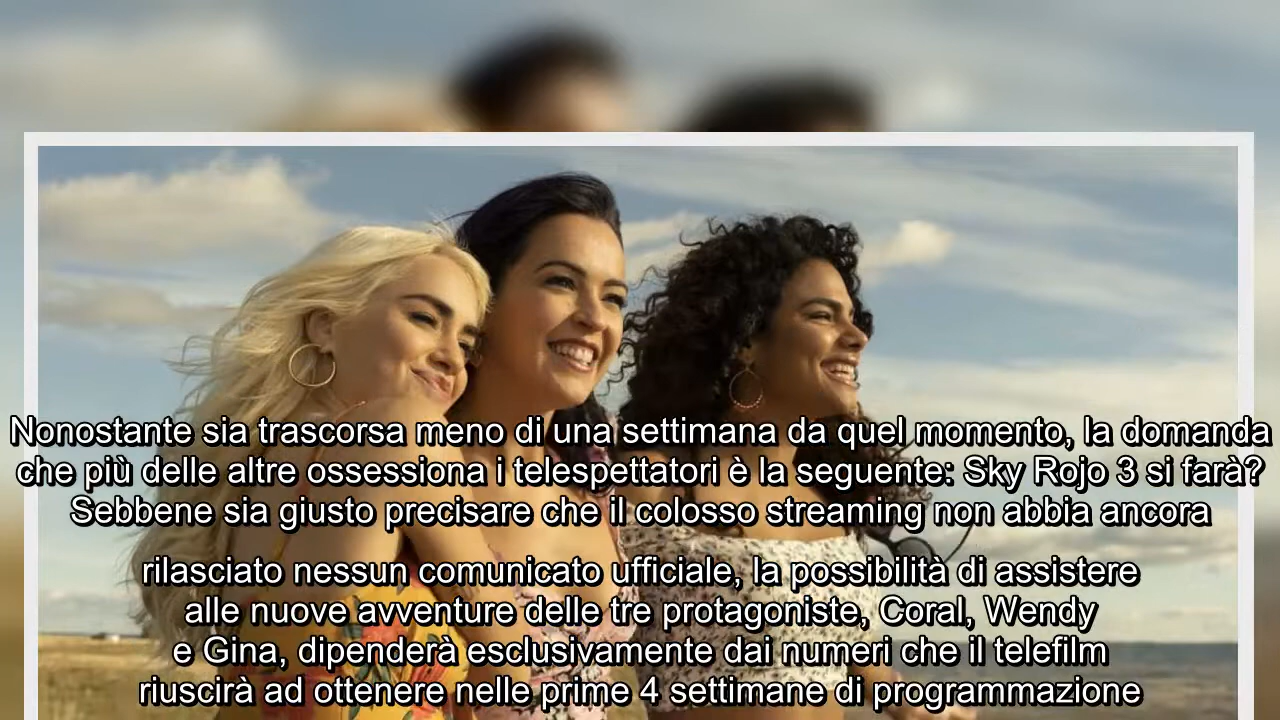 Nonostante sia trascorsa meno di una settimana da quel momento, la domanda
che più delle altre ossessiona i telespettatori è la seguente: Sky Rojo 3 si farà?
Sebbene sia giusto precisare che il colosso streaming non abbia ancora
rilasciato nessun comunicato ufficiale, la possibilità di assistere
alle nuove avventure delle tre protagoniste, Coral, Wendy
e Gina, dipenderà esclusivamente dai numeri che il telefilm
riuscirà ad ottenere nelle prime 4 settimane di programmazione